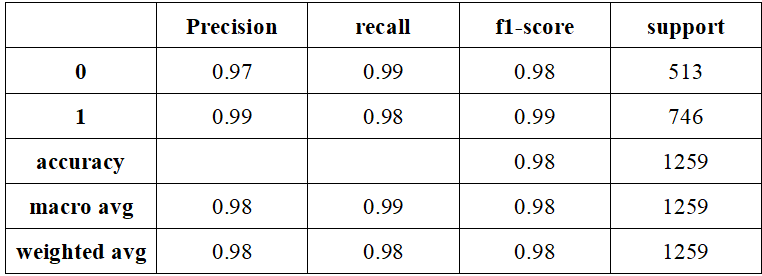 Precision recall f1-score support
0 0.97 0.99 0.98 513
1 0.99 0.98 0.99 746
accuracy 0.98 1259
macro avg 0.98 0.99 0.98 1259
weighted avg 0.98 0.98 0.98 1259